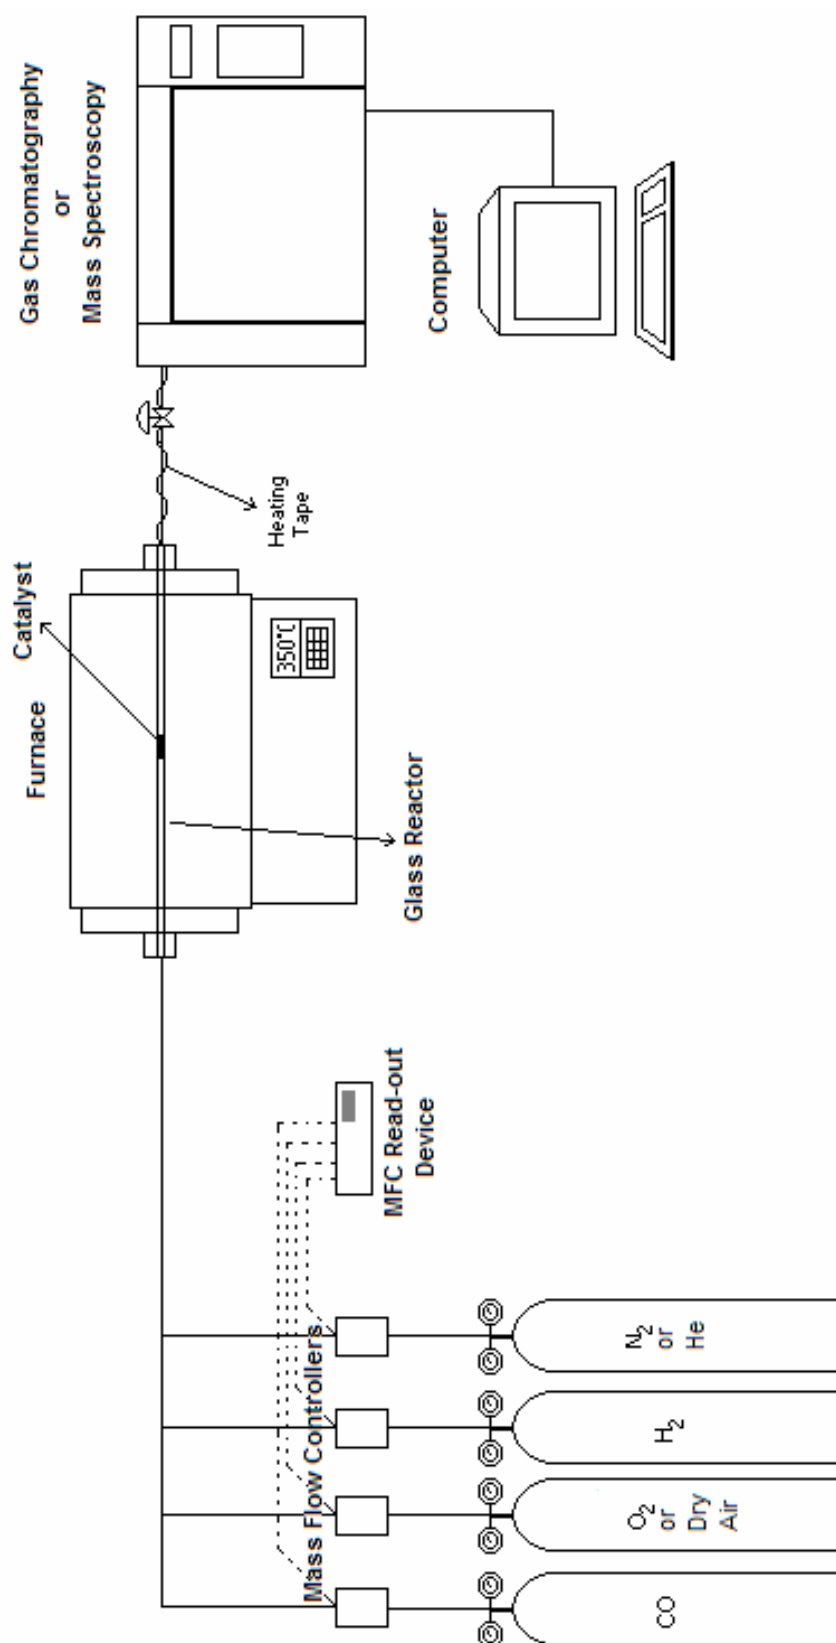 Gas Chromatography
or
Mass Spectroscopy
Computer
Heating
Tape
Catalyst
Furnace
350°C
Glass Reactor
MFC Read-out
Device
Mass Flow Controllers
N2
or
He
H2
O2
or
Dry
Air
CO